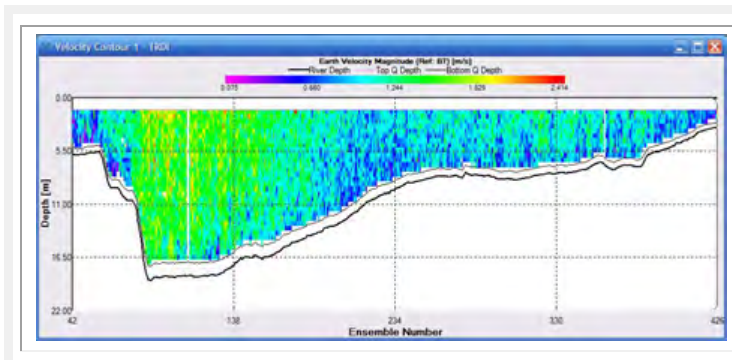 Velocity Contour 1 - TRDI
Earth Velocity Magnitude (Ref: BT) [m/s]
River Depth Top Q Depth Bottom Q Depth
0.075 0.660 1.244 1.829 2.414
0.00
5.50
11.00
16.50
22.00
Depth [m]
42 138 234 330 426
Ensemble Number